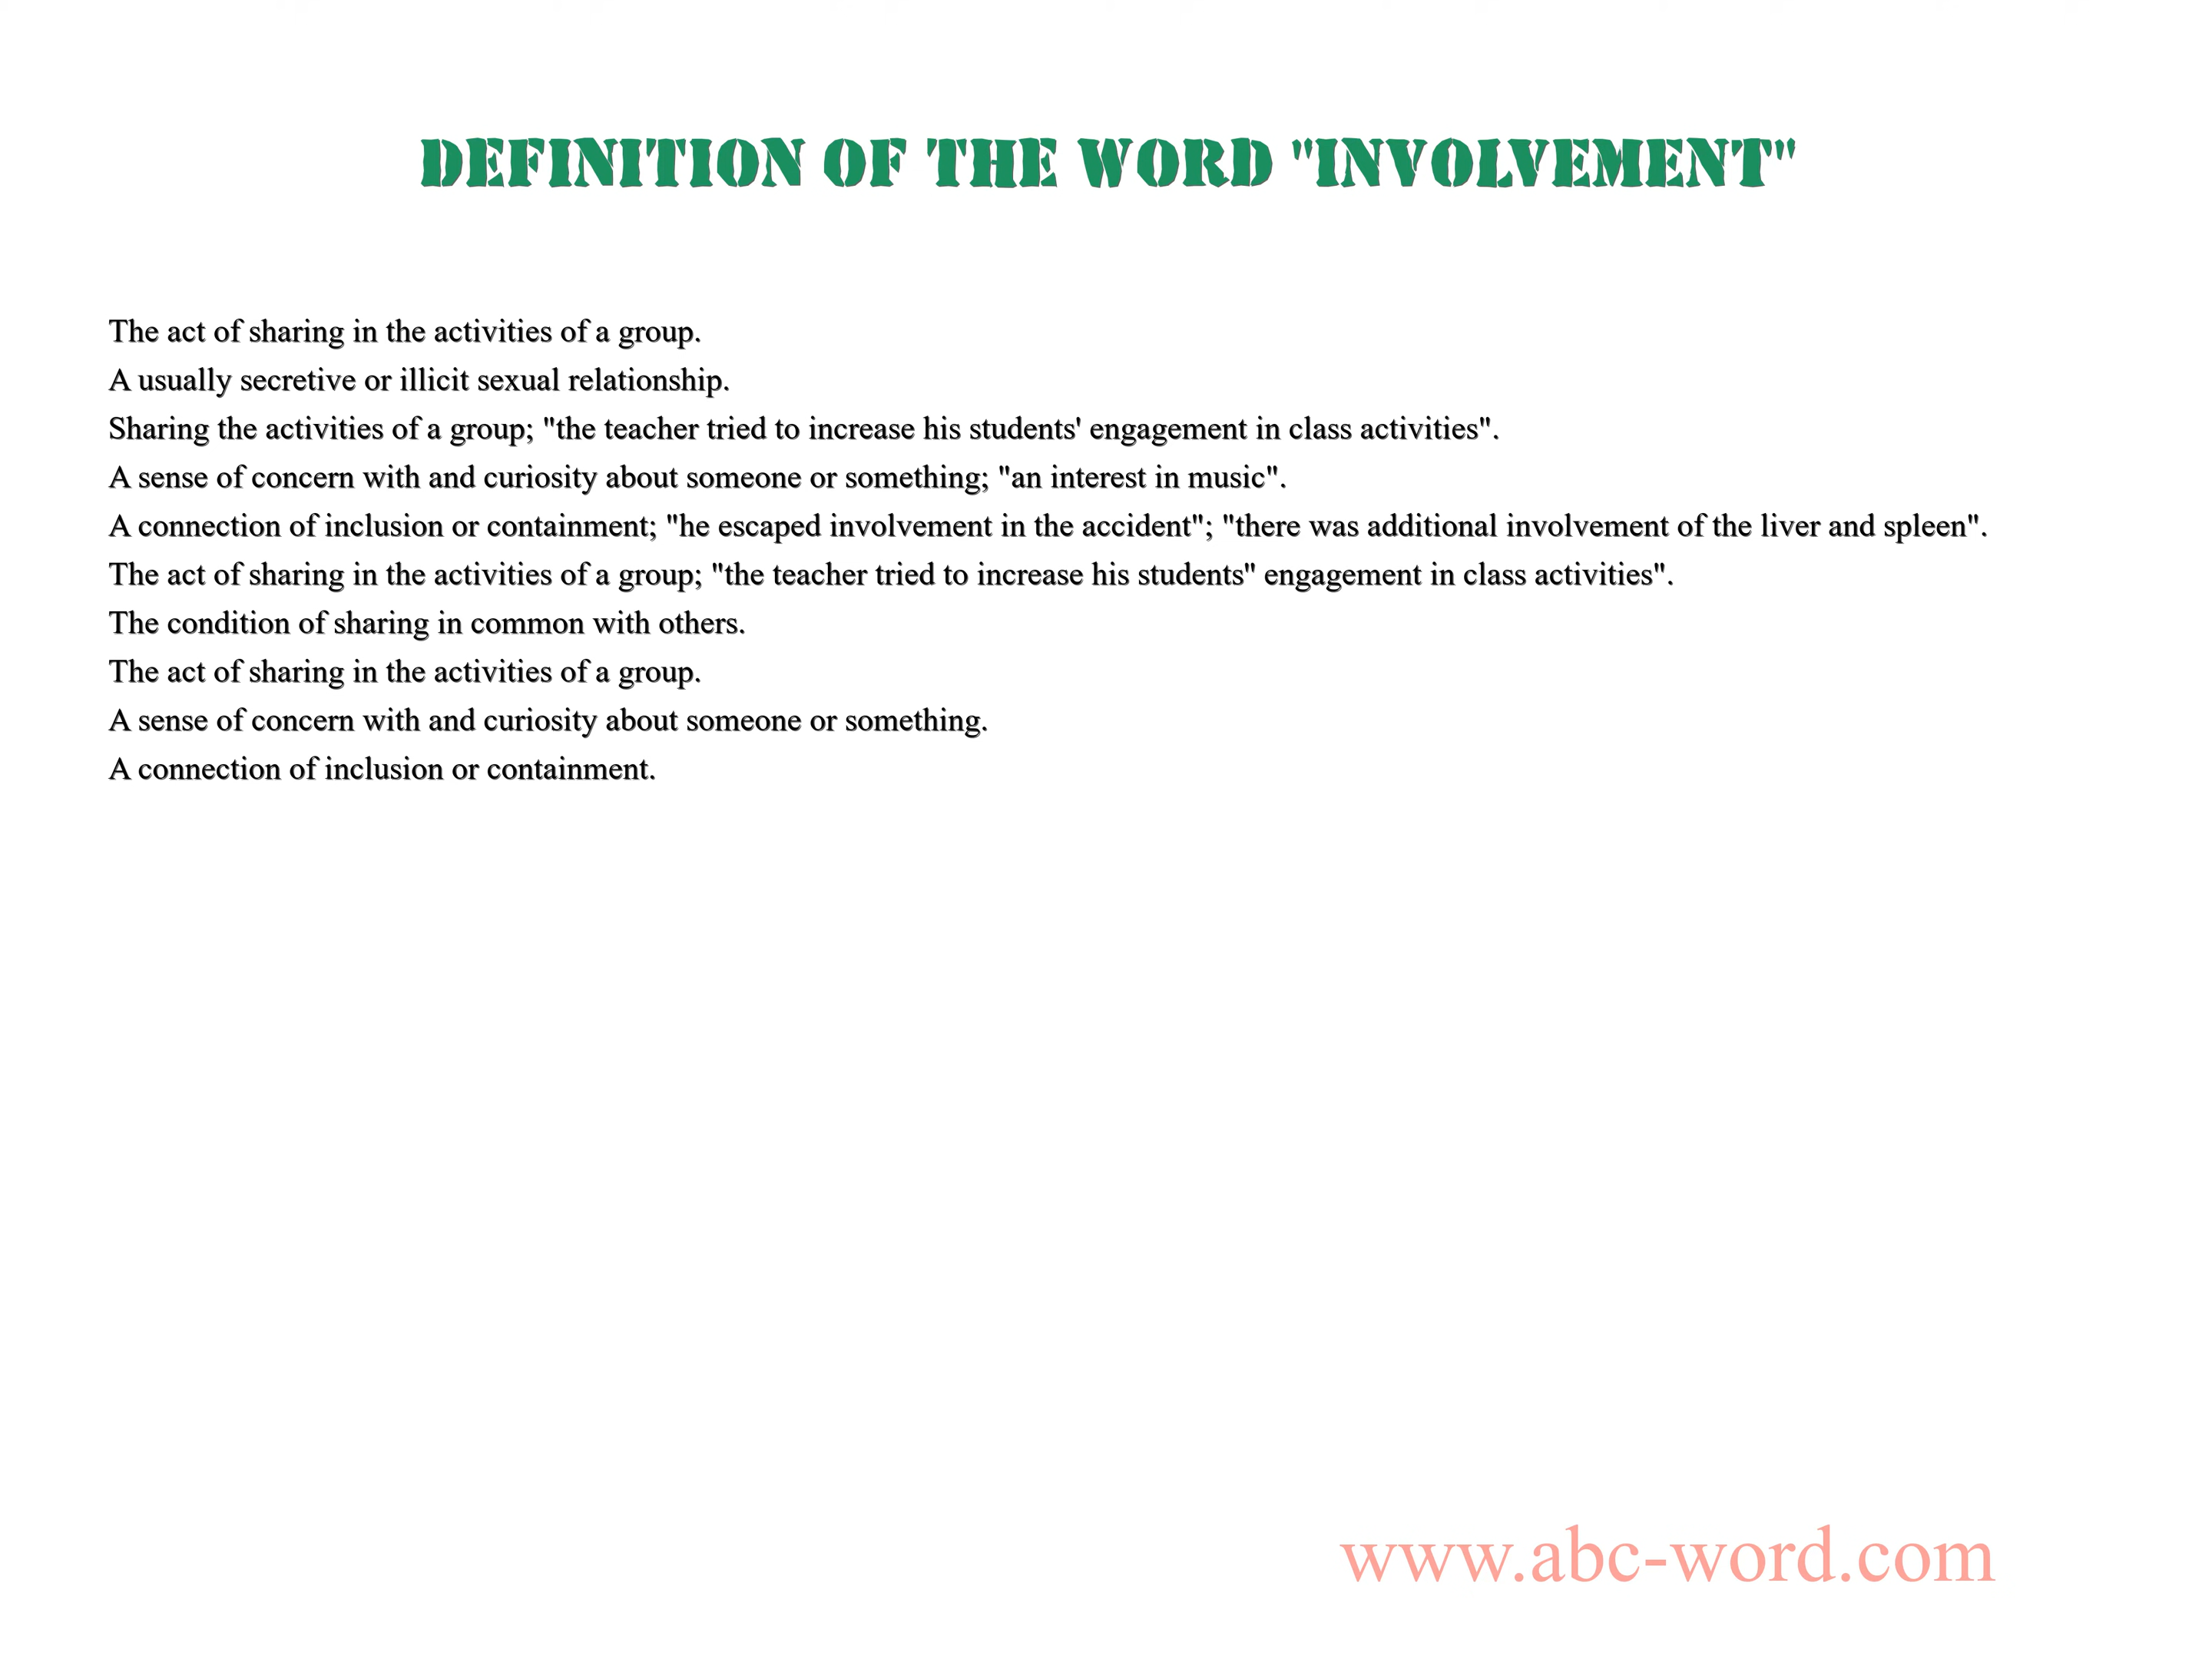 DEFINITION OF THE WORD "INVOLVEMENT"
The act of sharing in the activities of a group.
A usually secretive or illicit sexual relationship.
Sharing the activities of a group; "the teacher tried to increase his students' engagement in class activities".
A sense of concern with and curiosity about someone or something; "an interest in music".
A connection of inclusion or containment; "he escaped involvement in the accident"; "there was additional involvement of the liver and spleen".
The act of sharing in the activities of a group; "the teacher tried to increase his students'' engagement in class activities".
The condition of sharing in common with others.
The act of sharing in the activities of a group.
A sense of concern with and curiosity about someone or something.
A connection of inclusion or containment.
www.abc-word.com